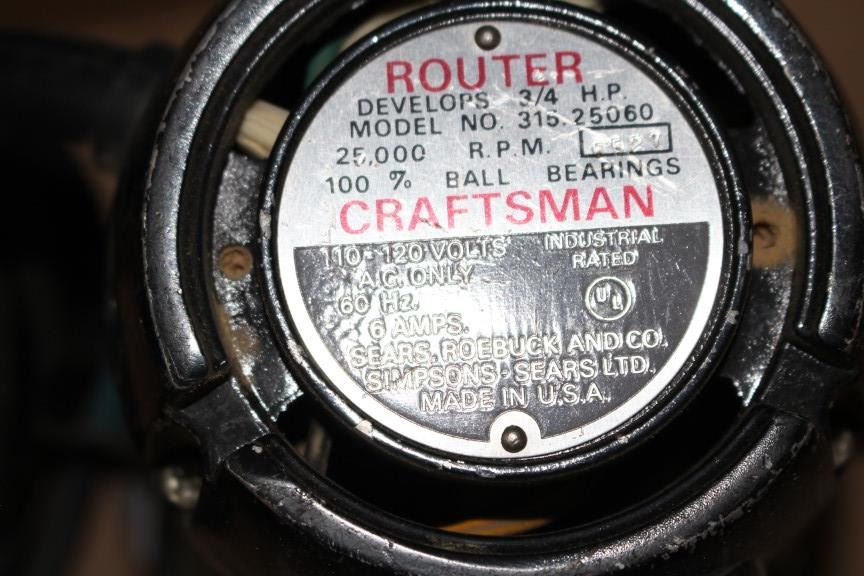 ROUTER
DEVELOPS 3/4 H.P.
MODEL NO. 315.25060
25,000 R.P.M.
100 % BALL BEARINGS
CRAFTSMAN
110-120 VOLTS
A.C. ONLY
60 Hz.
6 AMPS.
INDUSTRIAL
RATED
UL
SEARS, ROEBUCK AND CO.
SIMPSONS-SEARS LTD.
MADE IN U.S.A.